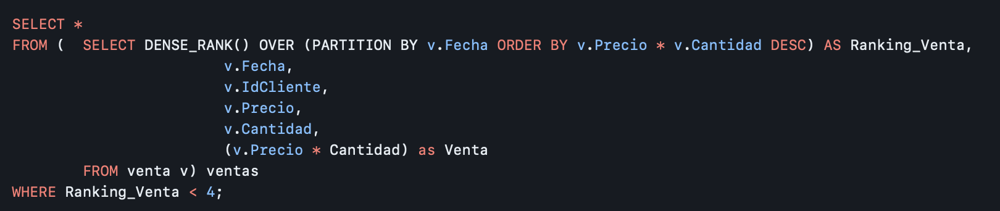 SELECT *
FROM (  SELECT DENSE_RANK() OVER (PARTITION BY v.Fecha ORDER BY v.Precio * v.Cantidad DESC) AS Ranking_Venta,
v.Fecha,
v.IdCliente,
v.Precio,
v.Cantidad,
(v.Precio * Cantidad) as Venta
FROM venta v) ventas
WHERE Ranking_Venta < 4;